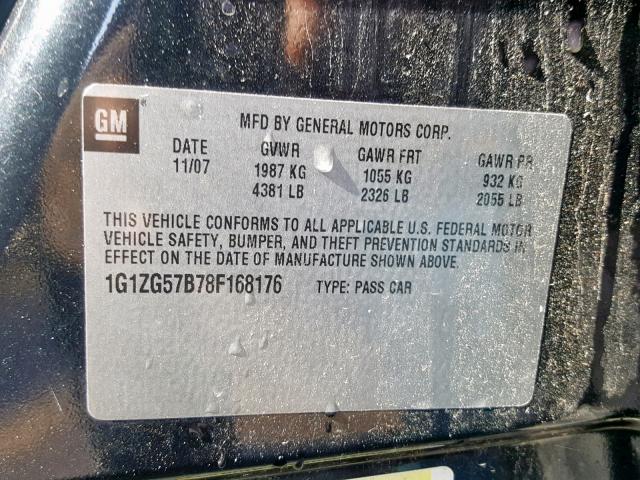 GM
MFD BY GENERAL MOTORS CORP.
DATE GVWR GAWR FRT GAWR RR
11/07 1987 KG 1055 KG 932 KG
4381 LB 2326 LB 2055 LB
THIS VEHICLE CONFORMS TO ALL APPLICABLE U.S. FEDERAL MOTOR
VEHICLE SAFETY, BUMPER, AND THEFT PREVENTION STANDARDS IN
EFFECT ON THE DATE OF MANUFACTURE SHOWN ABOVE.
1G1ZG57B78F168176 TYPE: PASS CAR